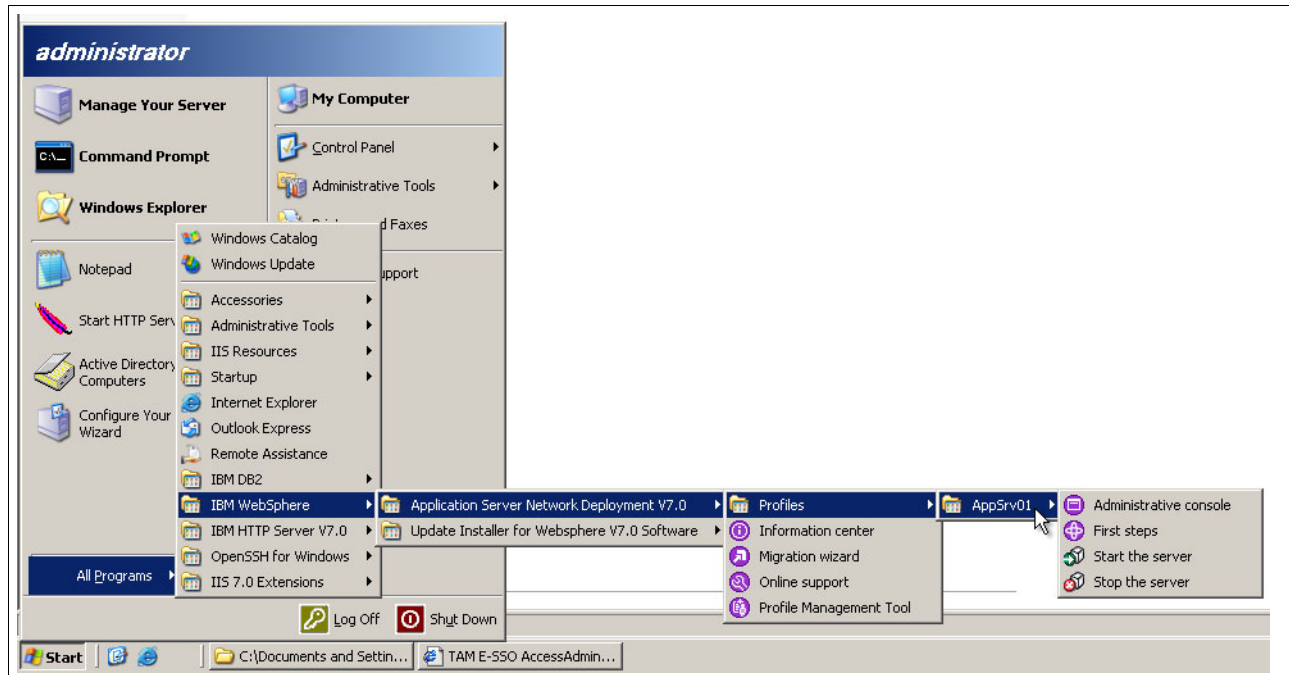 administrator
Manage Your Server
My Computer
Command Prompt
Control Panel
Administrative Tools
Windows Explorer
d Faxes
Windows Catalog
Windows Update
pport
Notepad
Accessories
Administrative Tools
IIS Resources
Startup
Internet Explorer
Outlook Express
Remote Assistance
IBM DB2
IBM WebSphere
IBM HTTP Server V7.0
OpenSSH for Windows
IIS 7.0 Extensions
Start HTTP Serv
Active Directory
Computers
Configure Your
Wizard
Application Server Network Deployment V7.0
Update Installer for Websphere V7.0 Software
Profiles
Information center
Migration wizard
Online support
Profile Management Tool
AppSrv01
Administrative console
First steps
Start the server
Stop the server
All Programs
Log Off
Shut Down
Start
C:\Documents and Settin...
TAM E-SSO AccessAdmin...